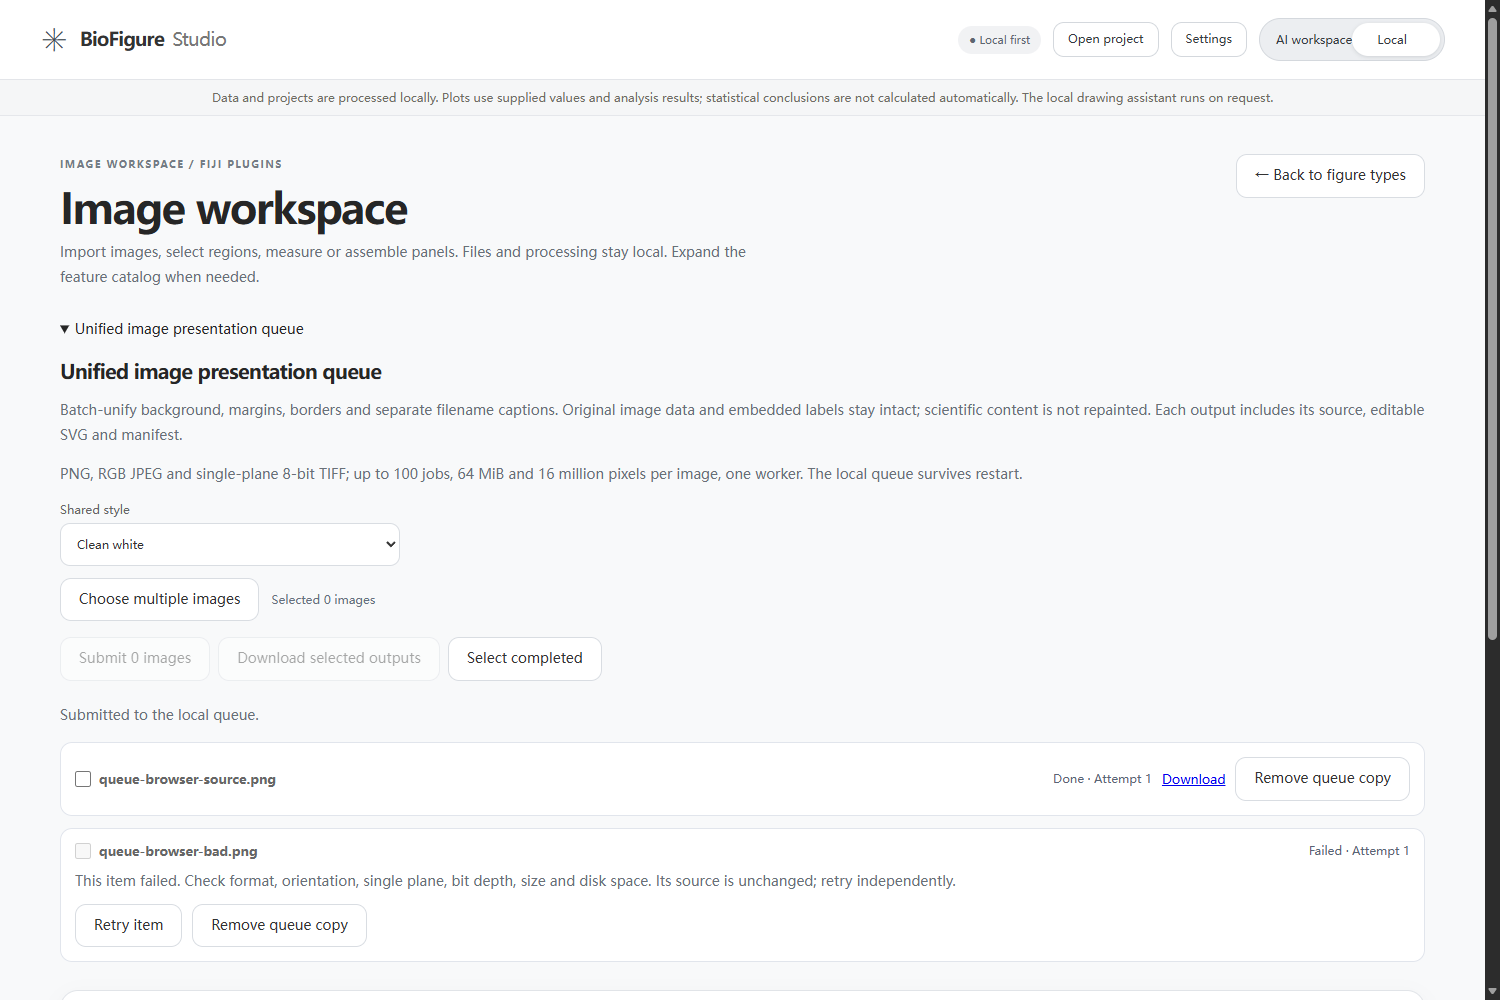 BioFigure Studio
● Local first
Open project
Settings
AI workspace
Local
Data and projects are processed locally. Plots use supplied values and analysis results; statistical conclusions are not calculated automatically. The local drawing assistant runs on request.
IMAGE WORKSPACE / FIJI PLUGINS
← Back to figure types
Image workspace
Import images, select regions, measure or assemble panels. Files and processing stay local. Expand the
feature catalog when needed.
▼ Unified image presentation queue
Unified image presentation queue
Batch-unify background, margins, borders and separate filename captions. Original image data and embedded labels stay intact; scientific content is not repainted. Each output includes its source, editable
SVG and manifest.
PNG, RGB JPEG and single-plane 8-bit TIFF; up to 100 jobs, 64 MiB and 16 million pixels per image, one worker. The local queue survives restart.
Shared style
Clean white
Choose multiple images
Selected 0 images
Submit 0 images
Download selected outputs
Select completed
Submitted to the local queue.
queue-browser-source.png
Done · Attempt 1
Download
Remove queue copy
queue-browser-bad.png
Failed · Attempt 1
This item failed. Check format, orientation, single plane, bit depth, size and disk space. Its source is unchanged; retry independently.
Retry item
Remove queue copy